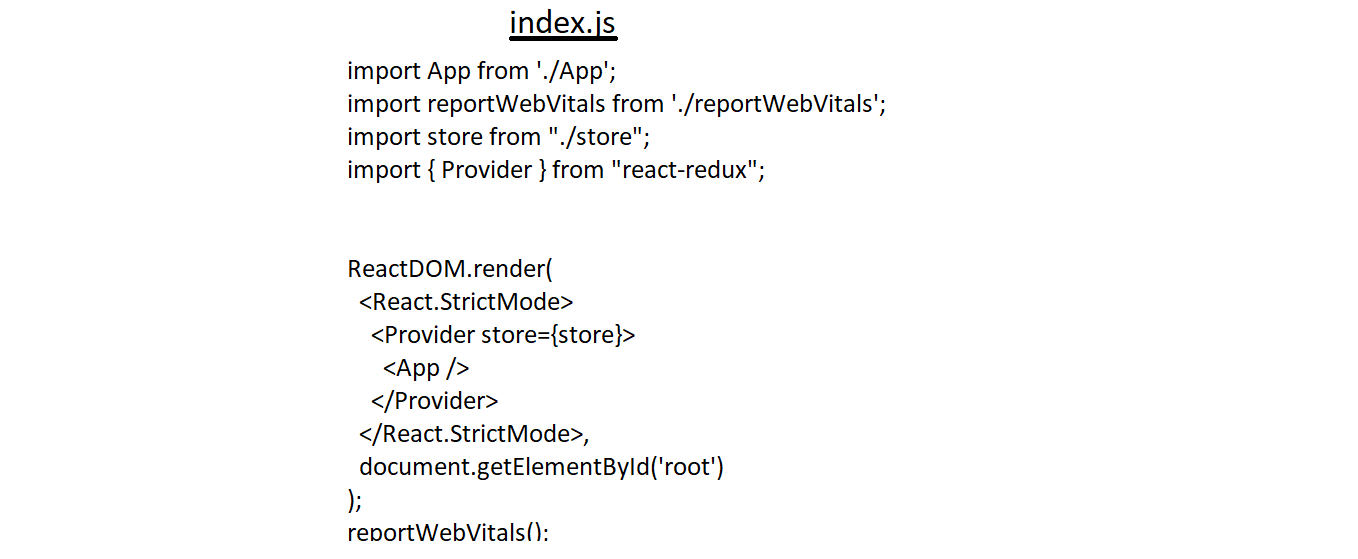 index.js
import App from './App';
import reportWebVitals from './reportWebVitals';
import store from "./store";
import { Provider } from "react-redux";
ReactDOM.render(
  <React.StrictMode>
    <Provider store={store}>
      <App />
    </Provider>
  </React.StrictMode>,
  document.getElementById('root')
);
reportWebVitals();